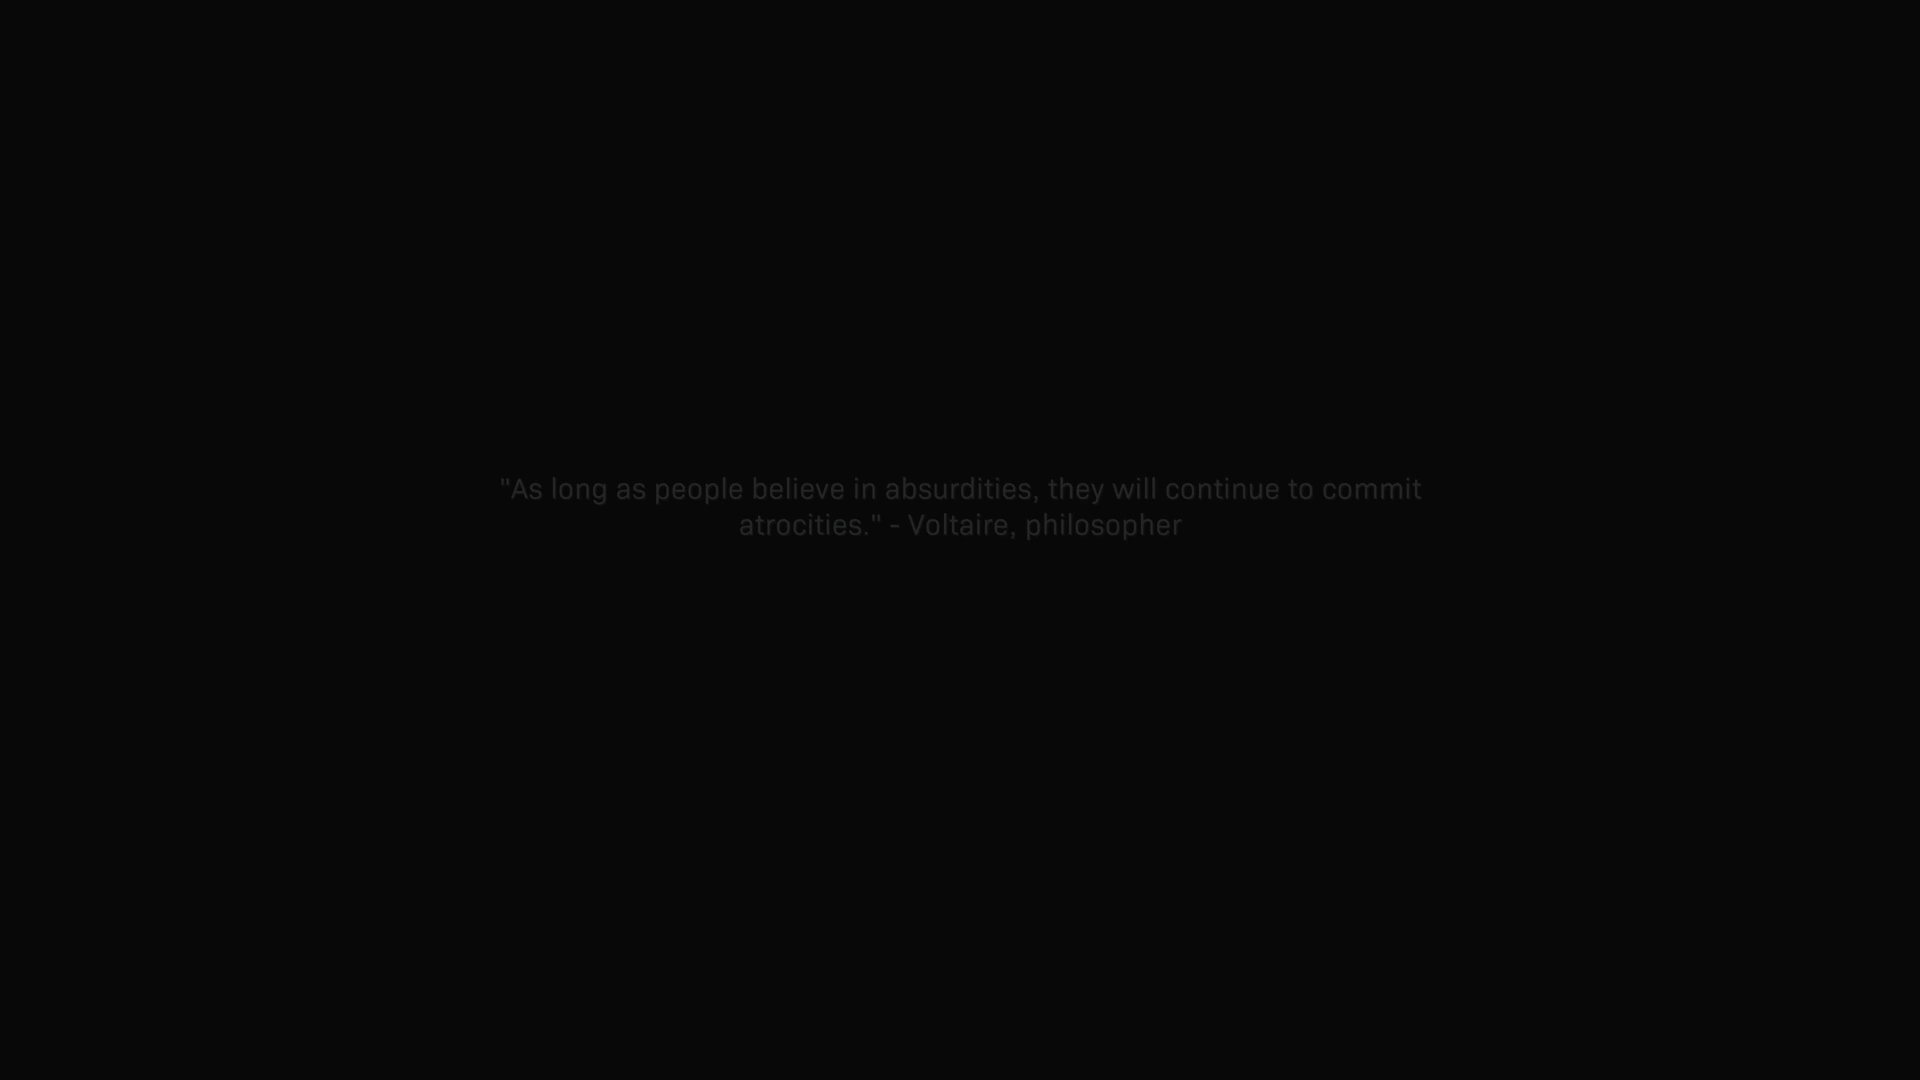 "As long as people believe in absurdities, they will continue to commit
atrocities." - Voltaire, philosopher